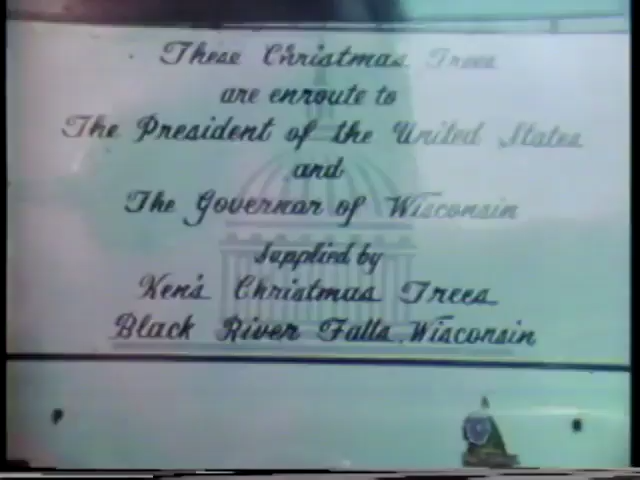 These Christmas Trees
are enroute to
The President of the United States
and
The Governor of Wisconsin
Supplied by
Ken's Christmas Trees
Black River Falls, Wisconsin